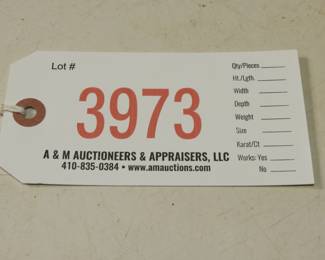 Lot #
3973
A & M AUCTIONEERS & APPRAISERS, LLC
410-835-0384 • www.amauctions.com
Qty/Pieces
Ht./Lgth.
Width
Depth
Weight
Size
Karat/Ct
Works: Yes
No